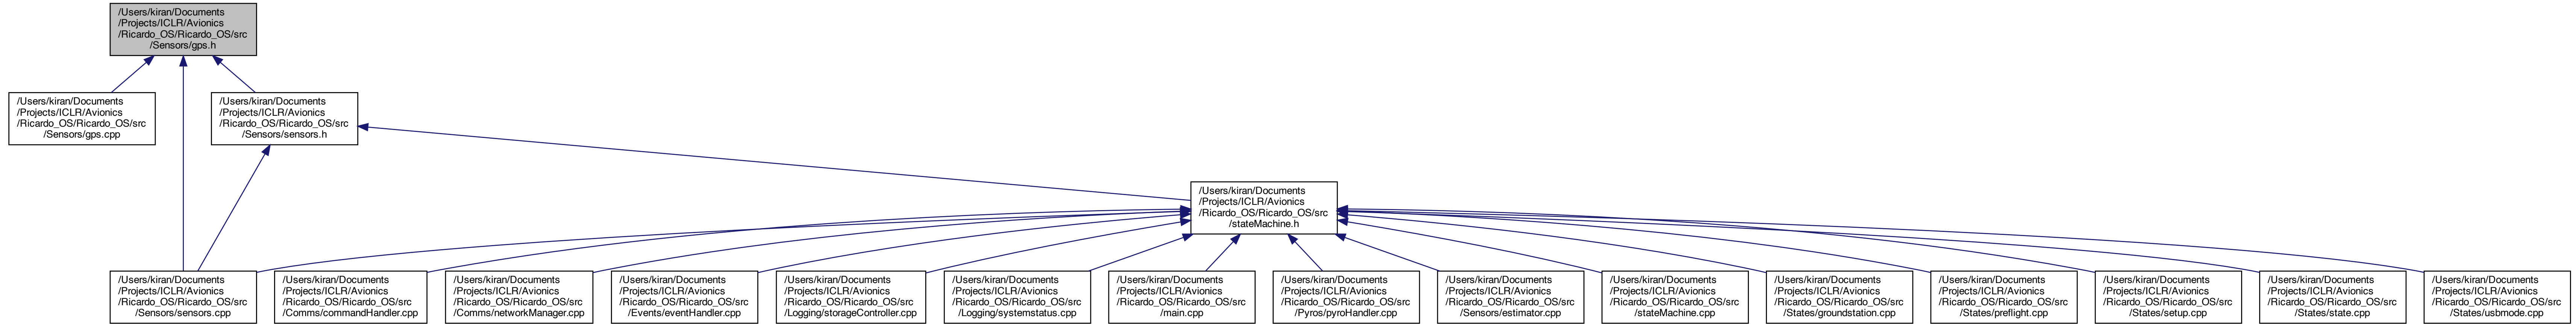 /Users/kiran/Documents
/Projects/ICLR/Avionics
/Ricardo_OS/Ricardo_OS/src
/Sensors/gps.h
/Users/kiran/Documents
/Projects/ICLR/Avionics
/Ricardo_OS/Ricardo_OS/src
/Sensors/gps.cpp
/Users/kiran/Documents
/Projects/ICLR/Avionics
/Ricardo_OS/Ricardo_OS/src
/Sensors/sensors.h
/Users/kiran/Documents
/Projects/ICLR/Avionics
/Ricardo_OS/Ricardo_OS/src
/stateMachine.h
/Users/kiran/Documents
/Projects/ICLR/Avionics
/Ricardo_OS/Ricardo_OS/src
/Sensors/sensors.cpp
/Users/kiran/Documents
/Projects/ICLR/Avionics
/Ricardo_OS/Ricardo_OS/src
/Comms/commandHandler.cpp
/Users/kiran/Documents
/Projects/ICLR/Avionics
/Ricardo_OS/Ricardo_OS/src
/Comms/networkManager.cpp
/Users/kiran/Documents
/Projects/ICLR/Avionics
/Ricardo_OS/Ricardo_OS/src
/Events/eventHandler.cpp
/Users/kiran/Documents
/Projects/ICLR/Avionics
/Ricardo_OS/Ricardo_OS/src
/Logging/storageController.cpp
/Users/kiran/Documents
/Projects/ICLR/Avionics
/Ricardo_OS/Ricardo_OS/src
/Logging/systemstatus.cpp
/Users/kiran/Documents
/Projects/ICLR/Avionics
/Ricardo_OS/Ricardo_OS/src
/main.cpp
/Users/kiran/Documents
/Projects/ICLR/Avionics
/Ricardo_OS/Ricardo_OS/src
/Pyros/pyroHandler.cpp
/Users/kiran/Documents
/Projects/ICLR/Avionics
/Ricardo_OS/Ricardo_OS/src
/Sensors/estimator.cpp
/Users/kiran/Documents
/Projects/ICLR/Avionics
/Ricardo_OS/Ricardo_OS/src
/stateMachine.cpp
/Users/kiran/Documents
/Projects/ICLR/Avionics
/Ricardo_OS/Ricardo_OS/src
/States/groundstation.cpp
/Users/kiran/Documents
/Projects/ICLR/Avionics
/Ricardo_OS/Ricardo_OS/src
/States/preflight.cpp
/Users/kiran/Documents
/Projects/ICLR/Avionics
/Ricardo_OS/Ricardo_OS/src
/States/setup.cpp
/Users/kiran/Documents
/Projects/ICLR/Avionics
/Ricardo_OS/Ricardo_OS/src
/States/state.cpp
/Users/kiran/Documents
/Projects/ICLR/Avionics
/Ricardo_OS/Ricardo_OS/src
/States/usbmode.cpp